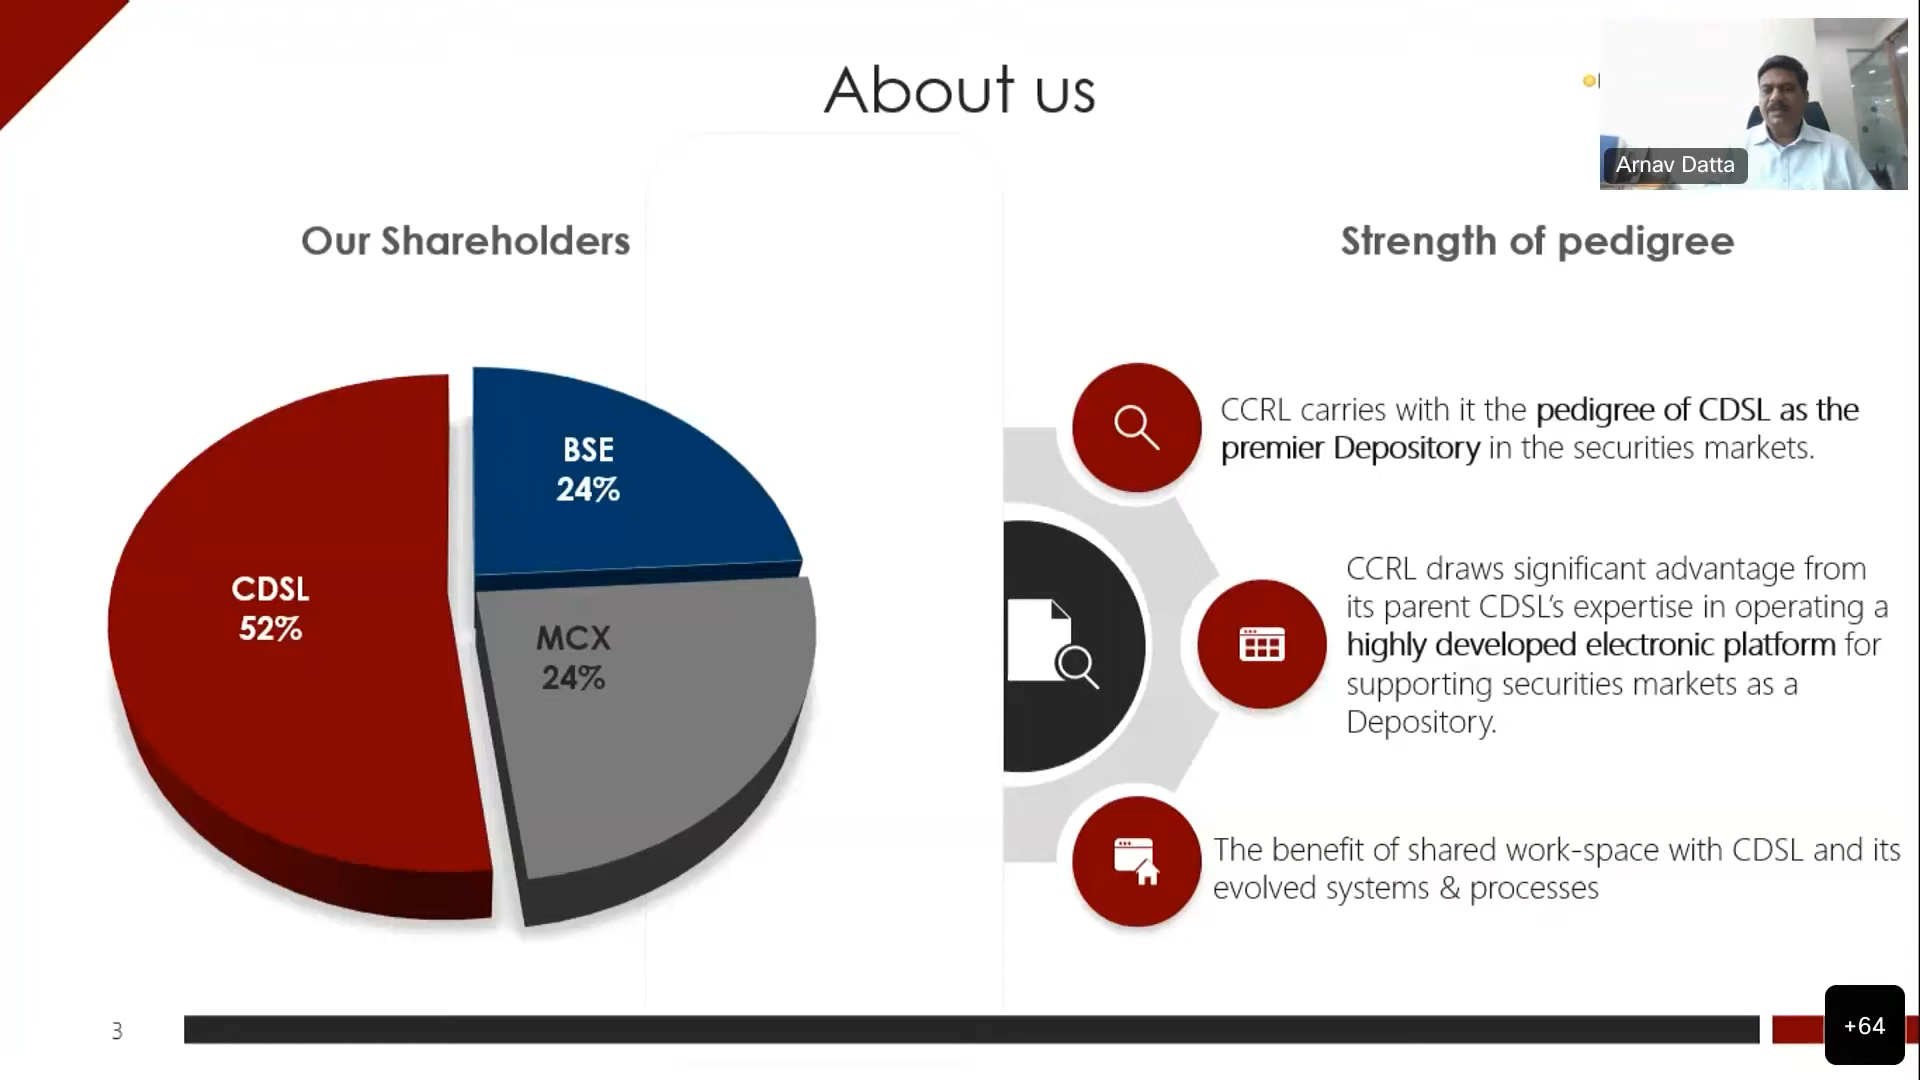 About us
Arnav Datta
Our Shareholders
Strength of pedigree
BSE
24%
CDSL
52%
MCX
24%
CCRL carries with it the pedigree of CDSL as the
premier Depository in the securities markets.
CCRL draws significant advantage from
its parent CDSL’s expertise in operating a
highly developed electronic platform for
supporting securities markets as a
Depository.
The benefit of shared work-space with CDSL and its
evolved systems & processes
3
+64